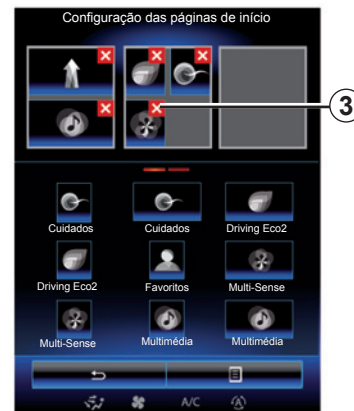 Configuração das páginas de início
3
Cuidados Cuidados Driving Eco2
Driving Eco2 Favoritos Multi-Sense
Multi-Sense Multimédia Multimédia
A/C